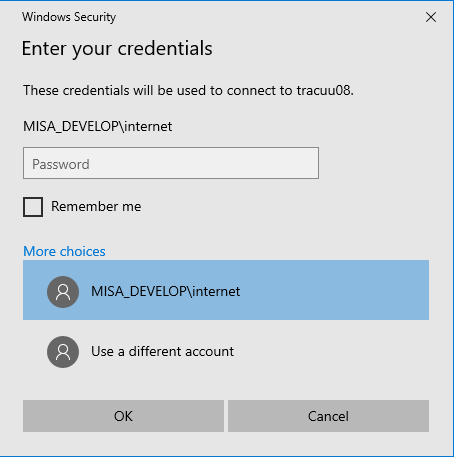 Windows Security
Enter your credentials
These credentials will be used to connect to tracuu08.
MISA_DEVELOP\internet
Password
Remember me
More choices
MISA_DEVELOP\internet
Use a different account
OK
Cancel